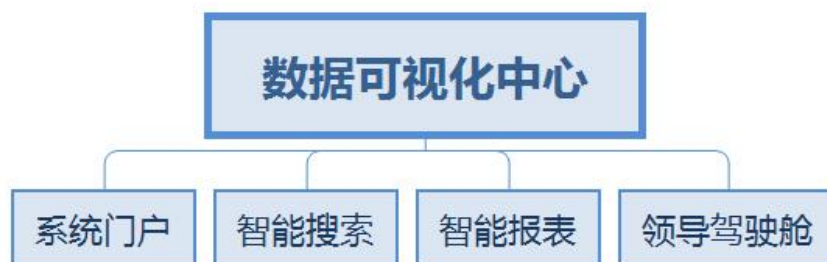 数据可视化中心
系统门户
智能搜索
智能报表
领导驾驶舱